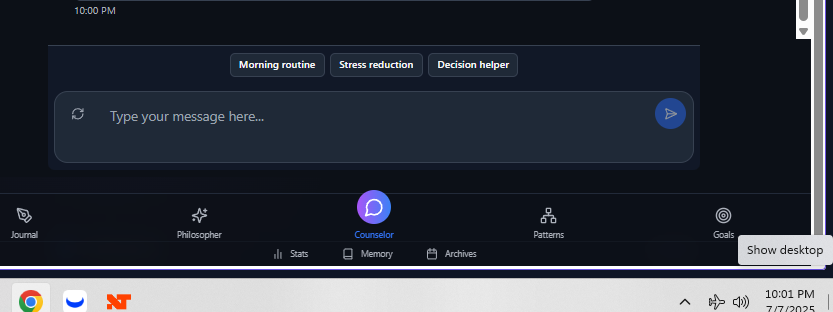 10:00 PM
Morning routine
Stress reduction
Decision helper
Type your message here...
Journal
Philosopher
Counselor
Patterns
Goals
Stats
Memory
Archives
Show desktop
NT
10:01 PM
7/7/2025